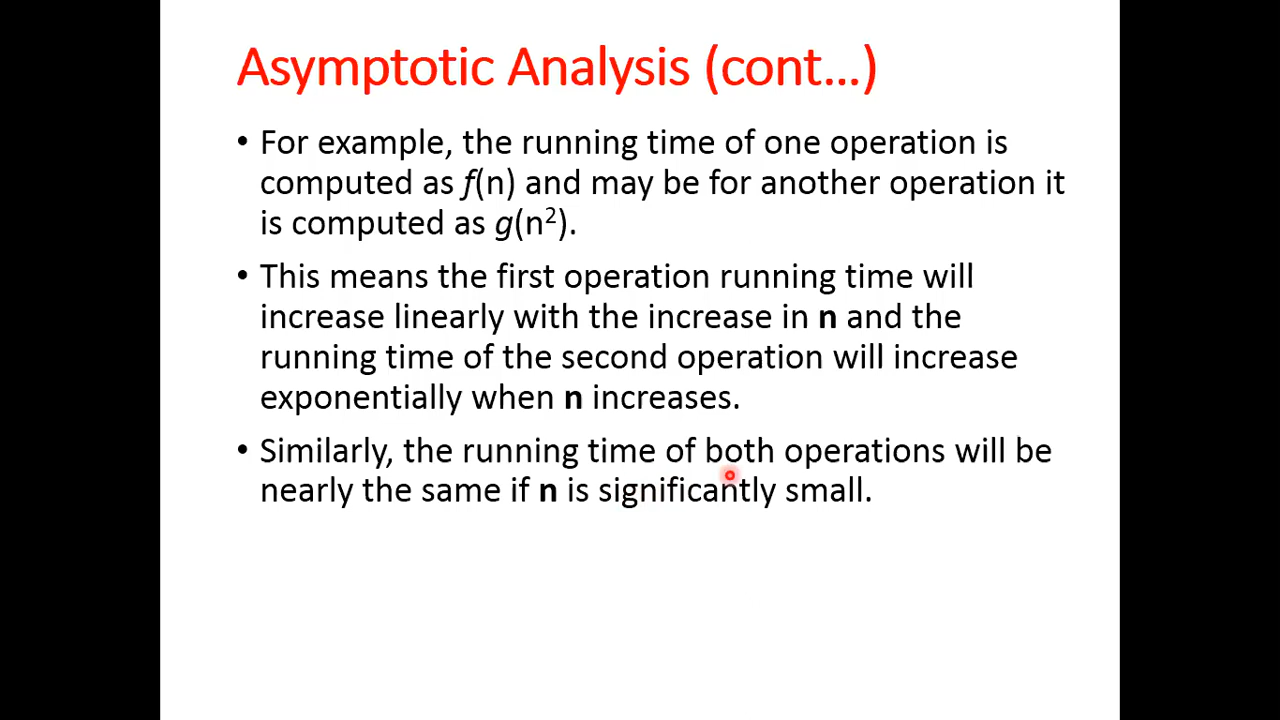 Asymptotic Analysis (cont...)
• For example, the running time of one operation is
computed as f(n) and may be for another operation it
is computed as g(n²).
• This means the first operation running time will
increase linearly with the increase in n and the
running time of the second operation will increase
exponentially when n increases.
• Similarly, the running time of both operations will be
nearly the same if n is significantly small.